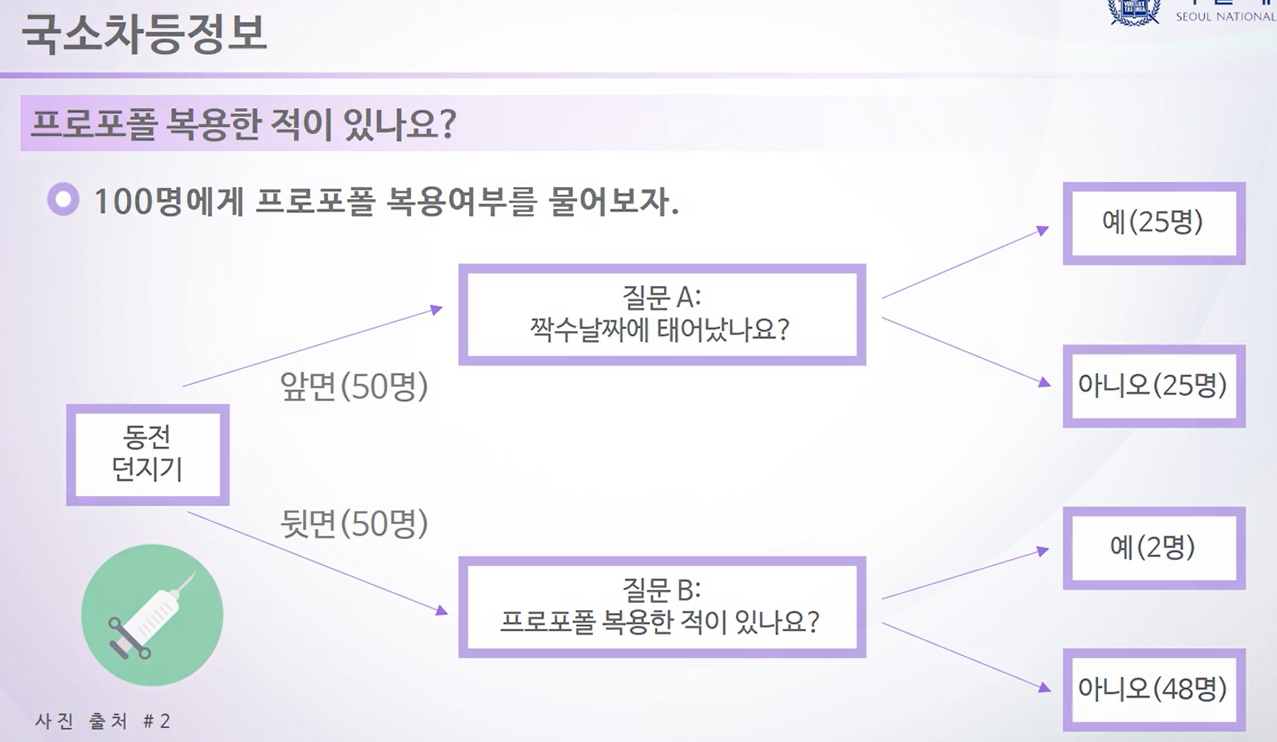 국소차등정보
SEOUL NATIONAL
프로포폴 복용한 적이 있나요?
100명에게 프로포폴 복용여부를 물어보자.
예(25명)
질문 A:
짝수날짜에 태어났나요?
앞면(50명)
아니오(25명)
동전
던지기
뒷면(50명)
예(2명)
질문 B:
프로포폴 복용한 적이 있나요?
아니오(48명)
사진 출처 #2